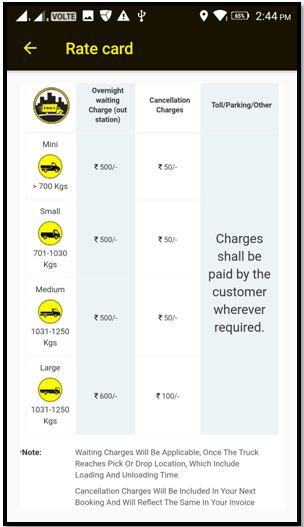 VOLTE 65% 2:44 PM
Rate card
Overnight waiting Charge (out station) Cancellation Charges Toll/Parking/Other
Mini
> 700 Kgs
₹ 500/- ₹ 50/-
Small
701-1030
Kgs
₹ 500/- ₹ 50/-
Medium
1031-1250
Kgs
₹ 500/- ₹ 50/-
Large
1031-1250
Kgs
₹ 600/- ₹ 100/-
Charges
shall be
paid by the
customer
wherever
required.
*Note: Waiting Charges Will Be Applicable, Once The Truck
Reaches Pick Or Drop Location, Which Include
Loading And Unloading Time
Cancellation Charges Will Be Included In Your Next
Booking And Will Reflect The Same In Your Invoice